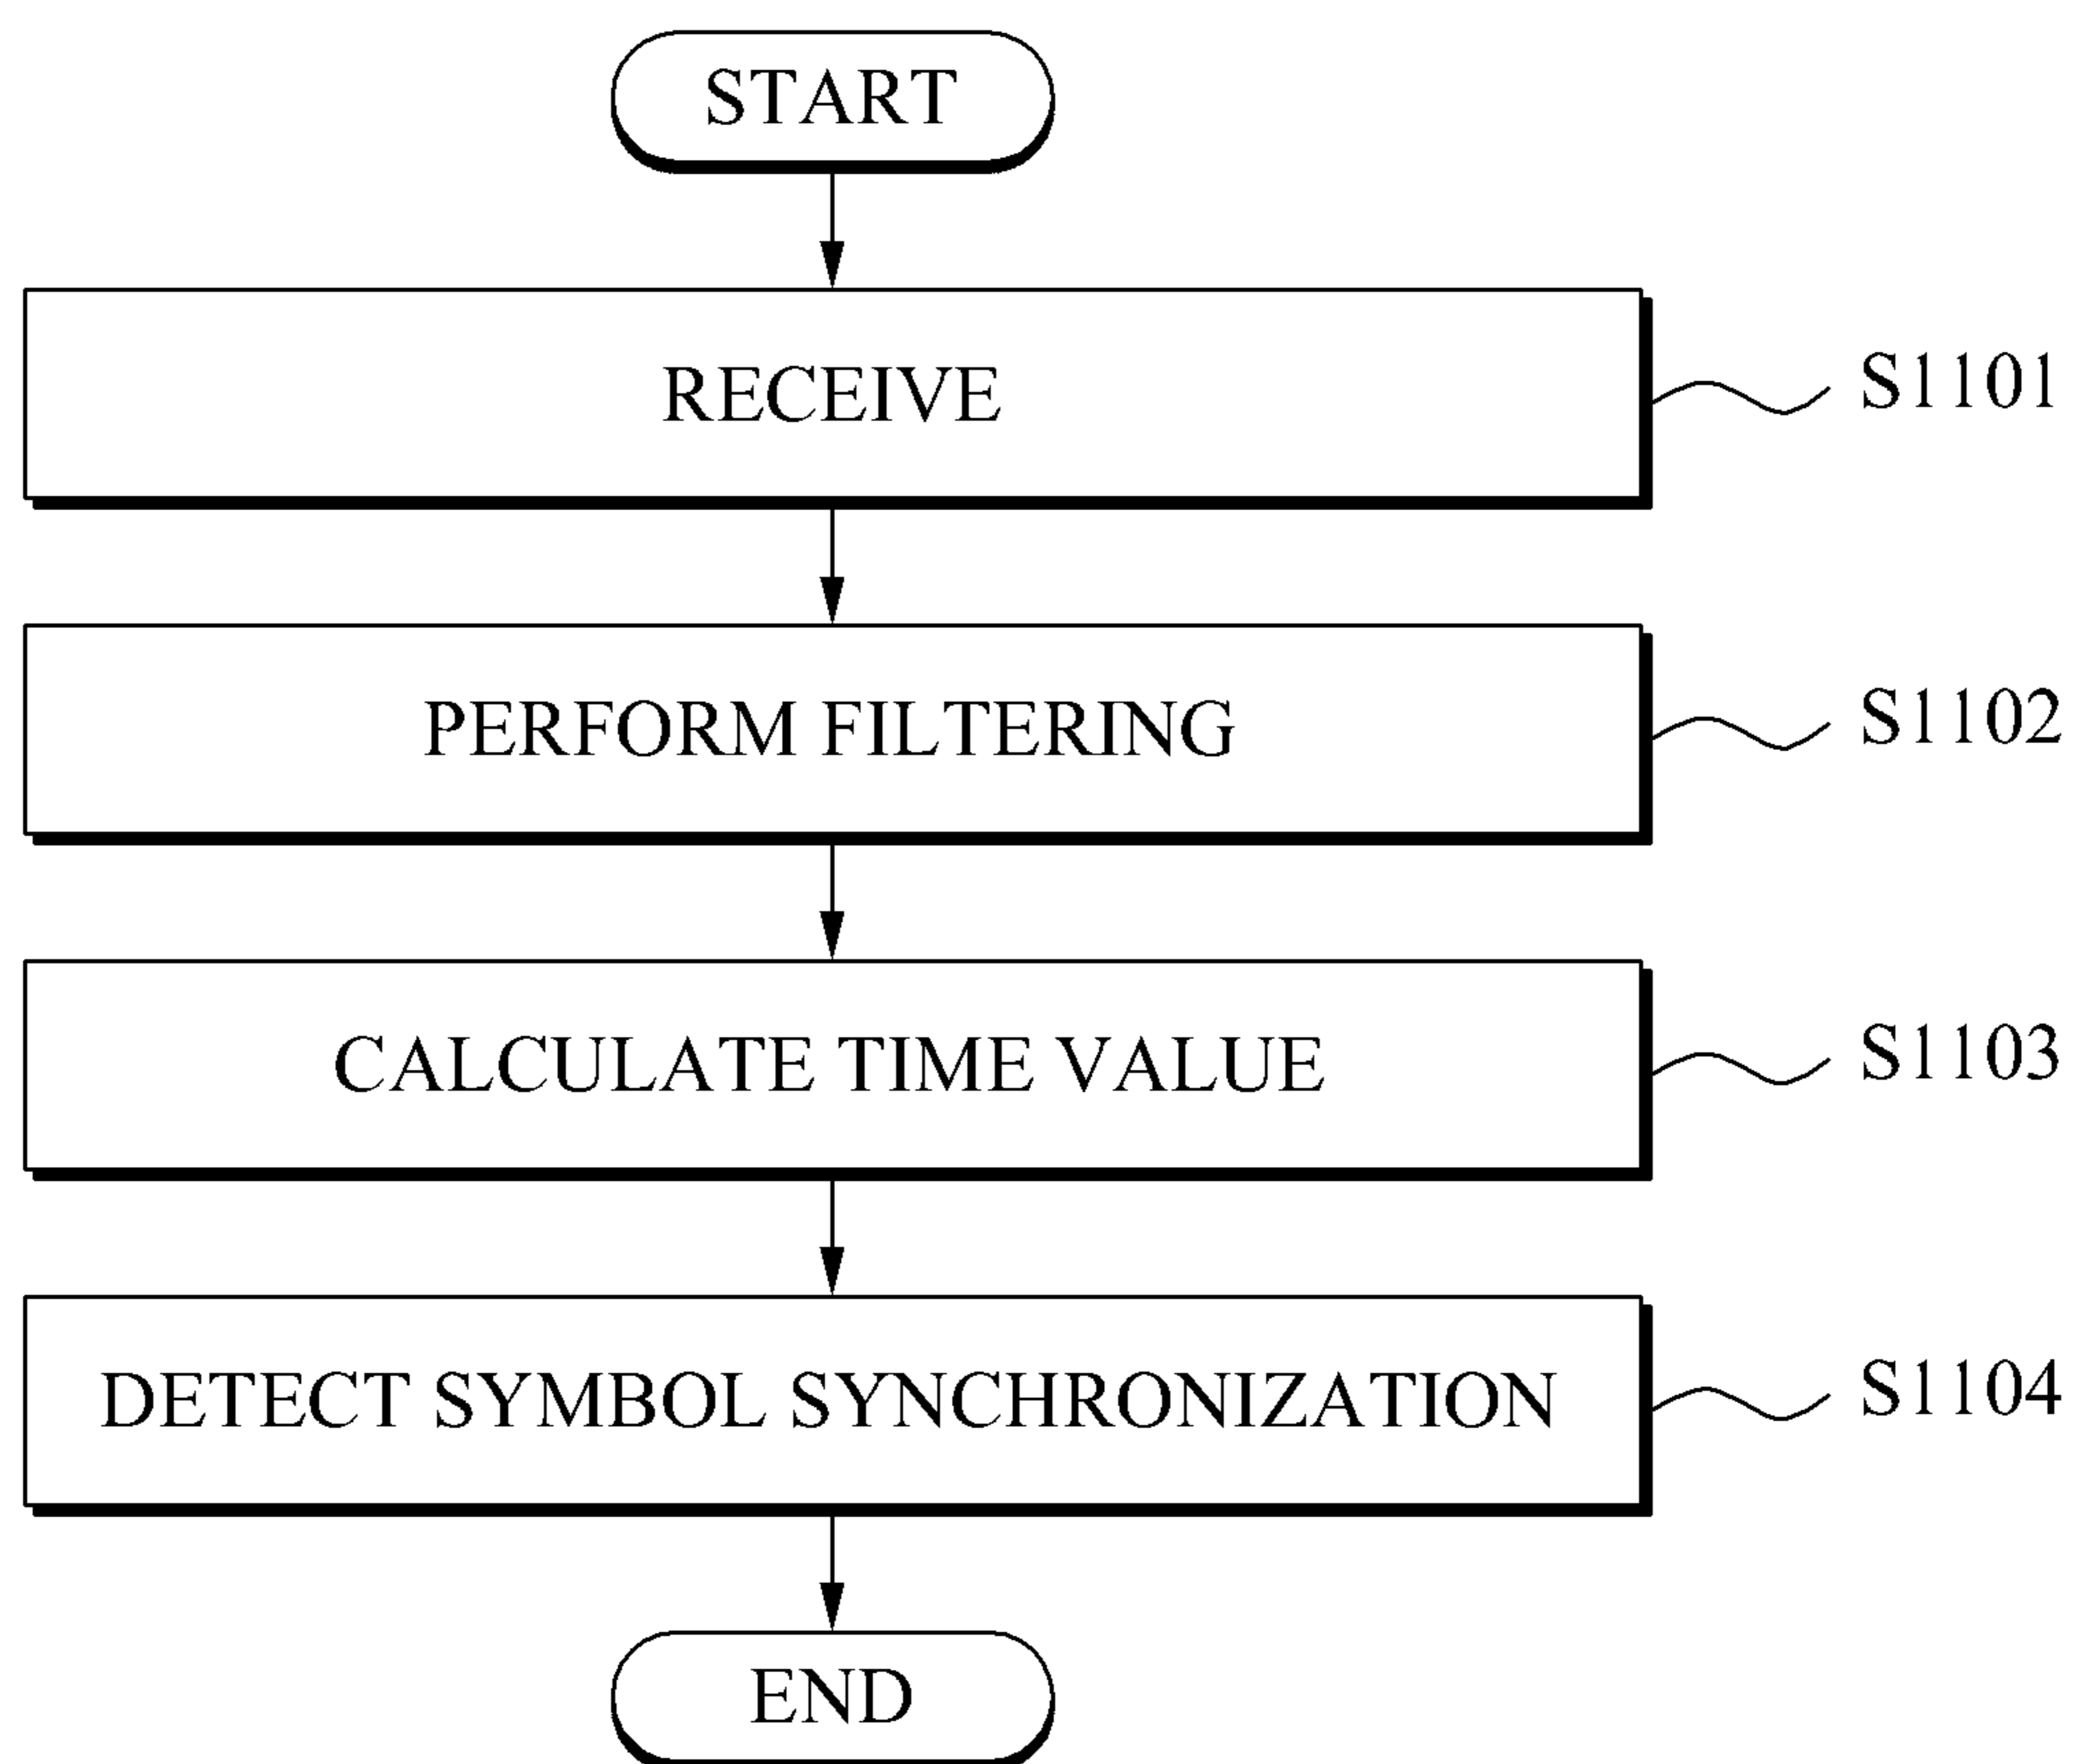 START
RECEIVE
S1101
PERFORM FILTERING
S1102
CALCULATE TIME VALUE
S1103
DETECT SYMBOL SYNCHRONIZATION
S1104
END